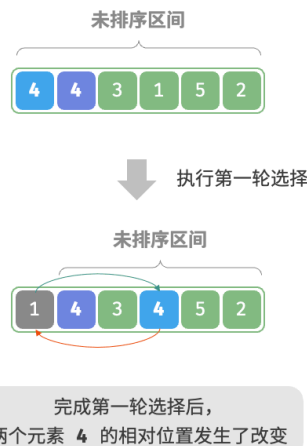 未排序区间
4 4 3 1 5 2
执行第一轮选择
未排序区间
1 4 3 4 5 2
完成第一轮选择后，
两个元素 4 的相对位置发生了改变